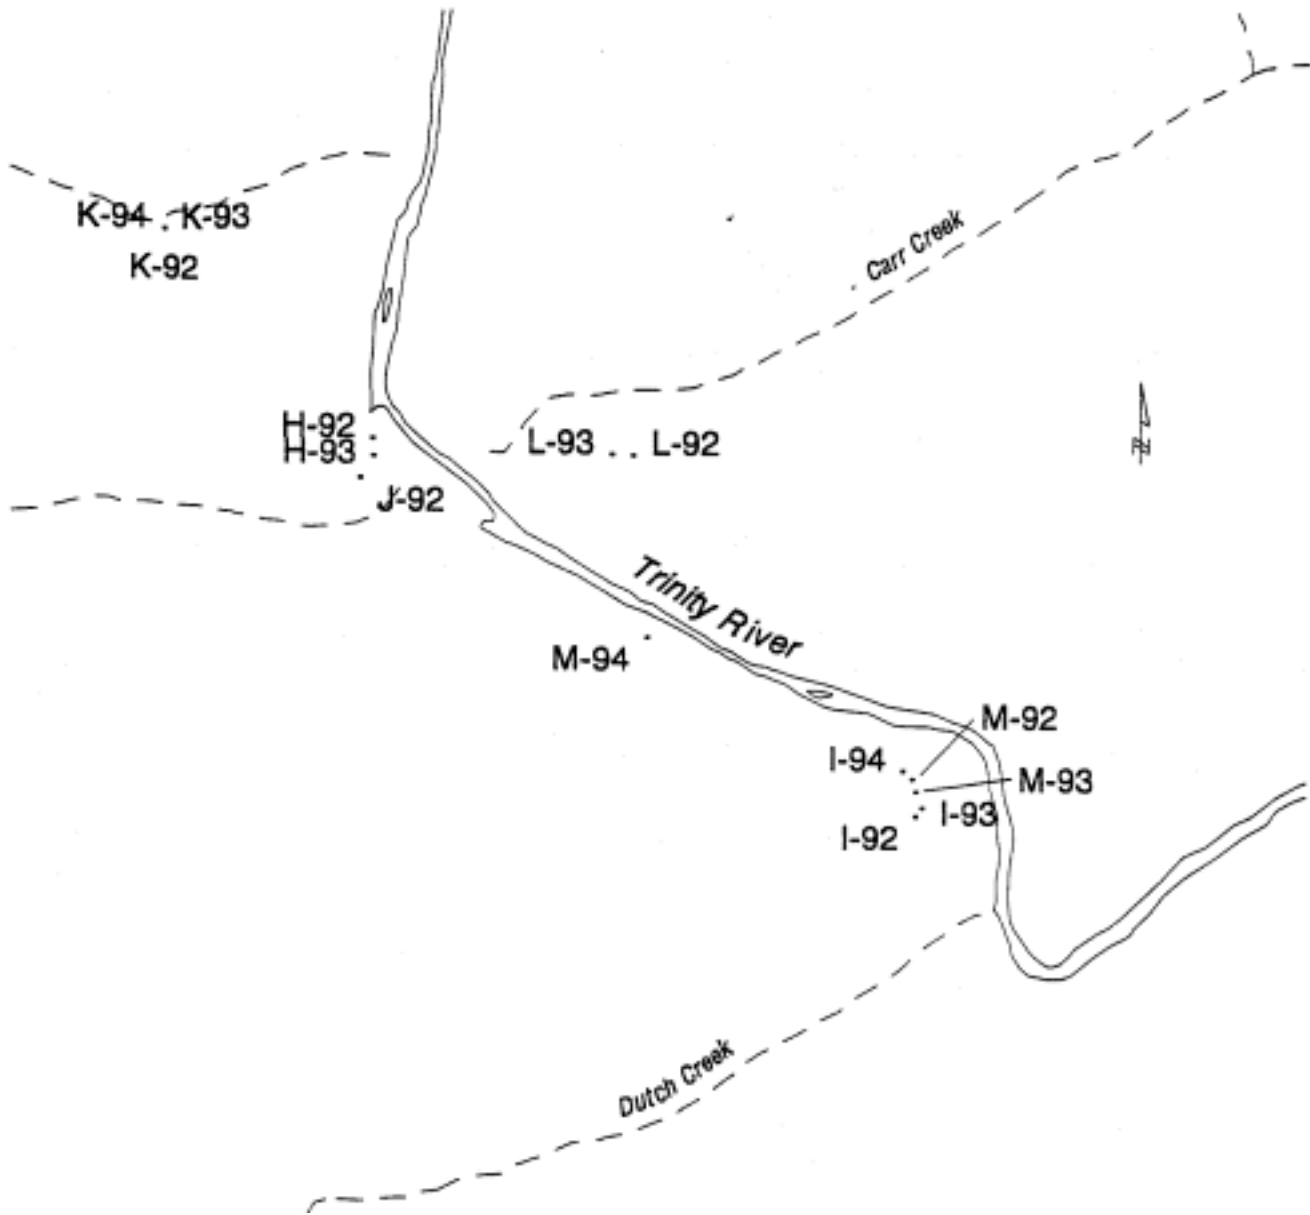 Carr Creek
K-94
K-93
K-92
H-92
H-93
L-93
L-92
J-92
N
Trinity River
M-94
M-92
I-94
M-93
I-93
I-92
Dutch Creek